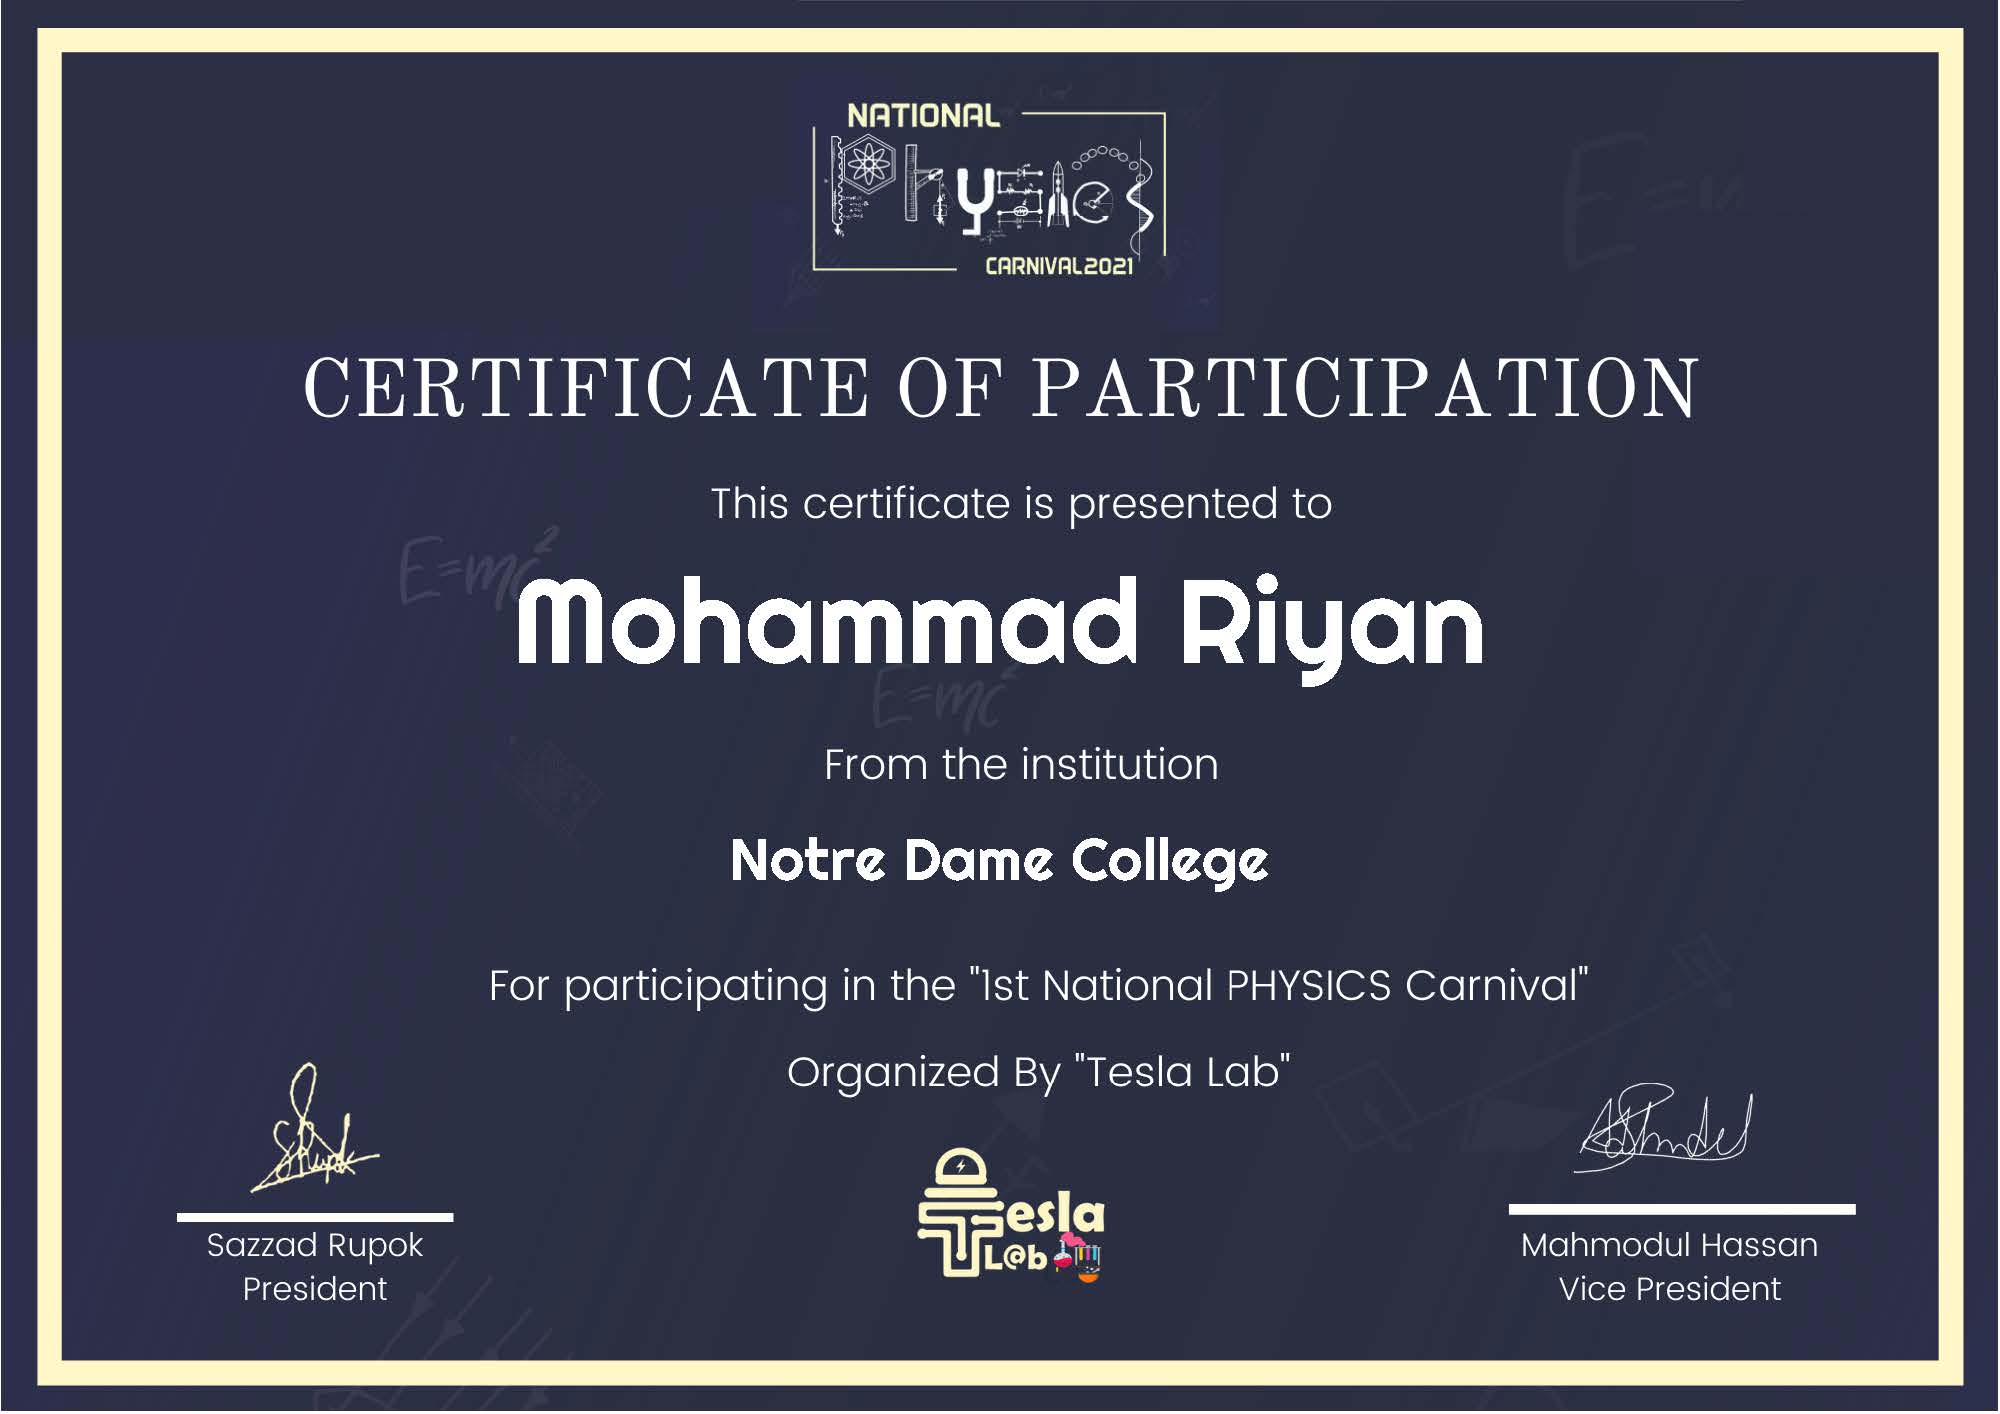 NATIONAL
Physics
CARNIVAL2021
CERTIFICATE OF PARTICIPATION
This certificate is presented to
E=mc²
Mohammad Riyan
E=mc²
From the institution
Notre Dame College
For participating in the "1st National PHYSICS Carnival"
Organized By "Tesla Lab"
Tesla
L@b
Sazzad Rupok
President
Mahmodul Hassan
Vice President